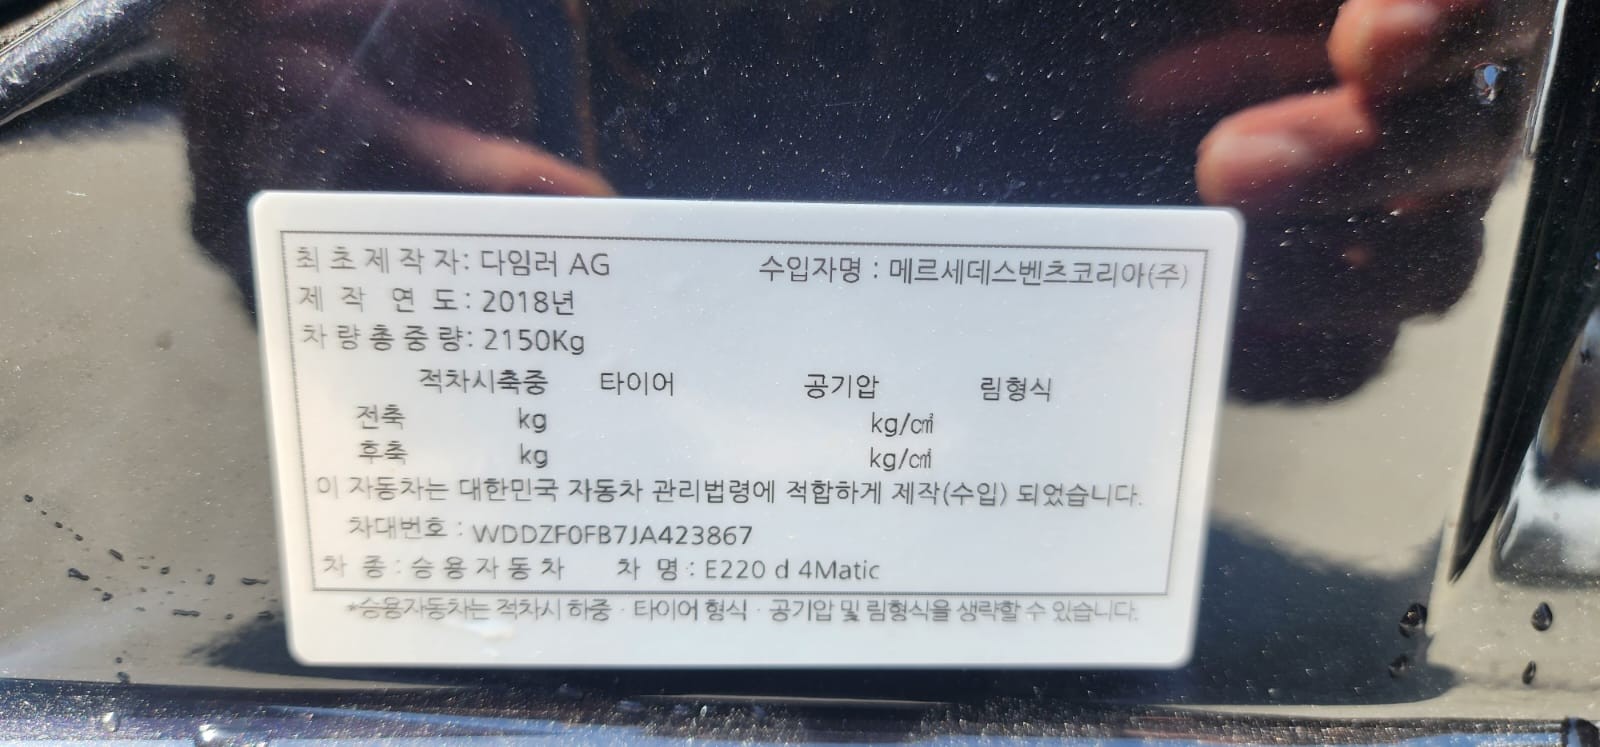 최초제작자: 다임러 AG 수입자명 : 메르세데스벤츠코리아(주)
제작 연도: 2018년
차량총중량: 2150Kg
적차시축중 타이어 공기압 림형식
전축 kg kg/㎠
후축 kg kg/㎠
이 자동차는 대한민국 자동차 관리법령에 적합하게 제작(수입) 되었습니다.
차대번호 : WDDZF0FB7JA423867
차 종 : 승용자동차 차 명 : E220 d 4Matic
*승용자동차는 적차시 하중 · 타이어 형식 · 공기압 및 림형식을 생략할 수 있습니다.